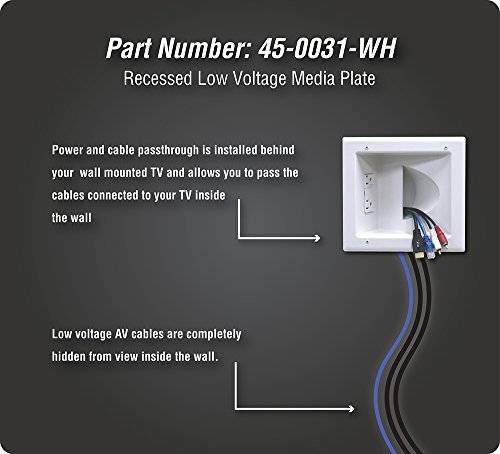 Part Number: 45-0031-WH
Recessed Low Voltage Media Plate
Power and cable passthrough is installed behind
your wall mounted TV and allows you to pass the
cables connected to your TV inside
the wall
Low voltage AV cables are completely
hidden from view inside the wall.